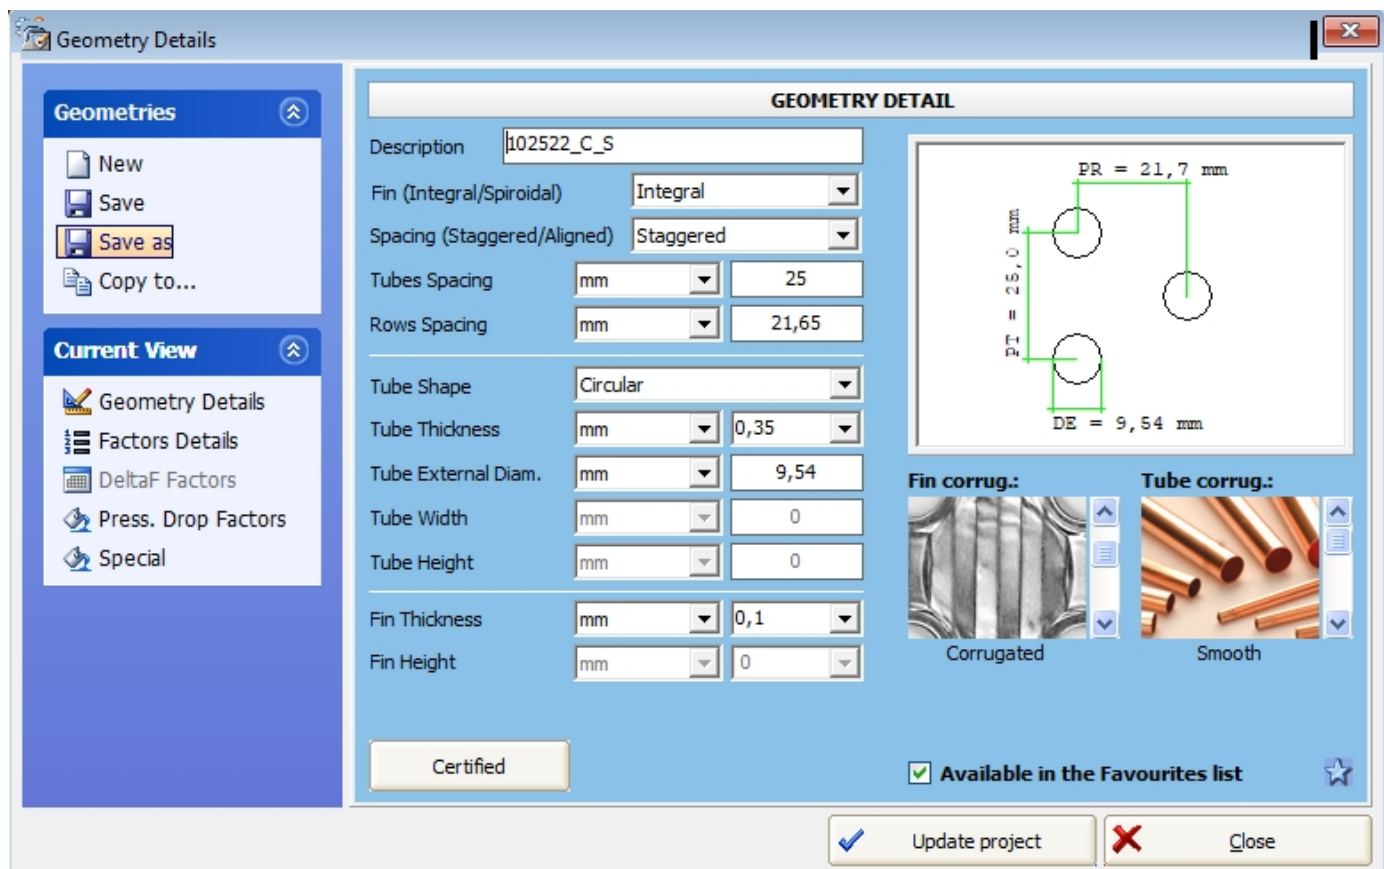 Geometry Details
Geometries
New
Save
Save as
Copy to...
Current View
Geometry Details
Factors Details
DeltaF Factors
Press. Drop Factors
Special
GEOMETRY DETAIL
Description 102522_C_S
Fin (Integral/Spiroidal) Integral
Spacing (Staggered/Aligned) Staggered
Tubes Spacing mm 25
Rows Spacing mm 21,65
Tube Shape Circular
Tube Thickness mm 0,35
Tube External Diam. mm 9,54
Tube Width mm 0
Tube Height mm 0
Fin Thickness mm 0,1
Fin Height mm 0
Certified
PR = 21,7 mm
PT = 25,0 mm
DE = 9,54 mm
Fin corrug.: Tube corrug.:
Corrugated Smooth
Available in the Favourites list
Update project Close